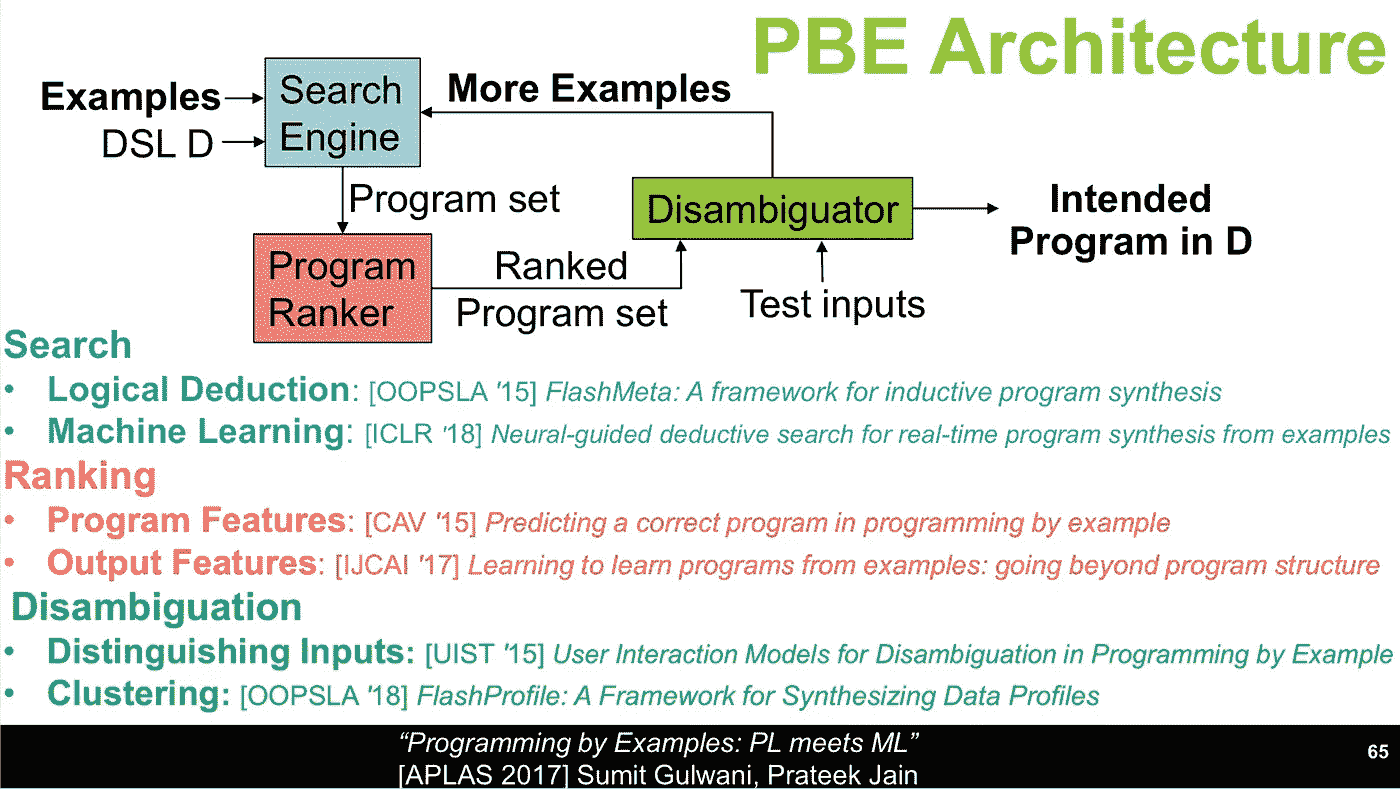 PBE Architecture
Examples
DSL D
Search
Engine
More Examples
Program set
Program
Ranker
Ranked
Program set
Disambiguator
Test inputs
Intended
Program in D
Search
• Logical Deduction: [OOPSLA '15] FlashMeta: A framework for inductive program synthesis
• Machine Learning: [ICLR '18] Neural-guided deductive search for real-time program synthesis from examples
Ranking
• Program Features: [CAV '15] Predicting a correct program in programming by example
• Output Features: [IJCAI '17] Learning to learn programs from examples: going beyond program structure
Disambiguation
• Distinguishing Inputs: [UIST '15] User Interaction Models for Disambiguation in Programming by Example
• Clustering: [OOPSLA '18] FlashProfile: A Framework for Synthesizing Data Profiles
“Programming by Examples: PL meets ML”
[APLAS 2017] Sumit Gulwani, Prateek Jain
65